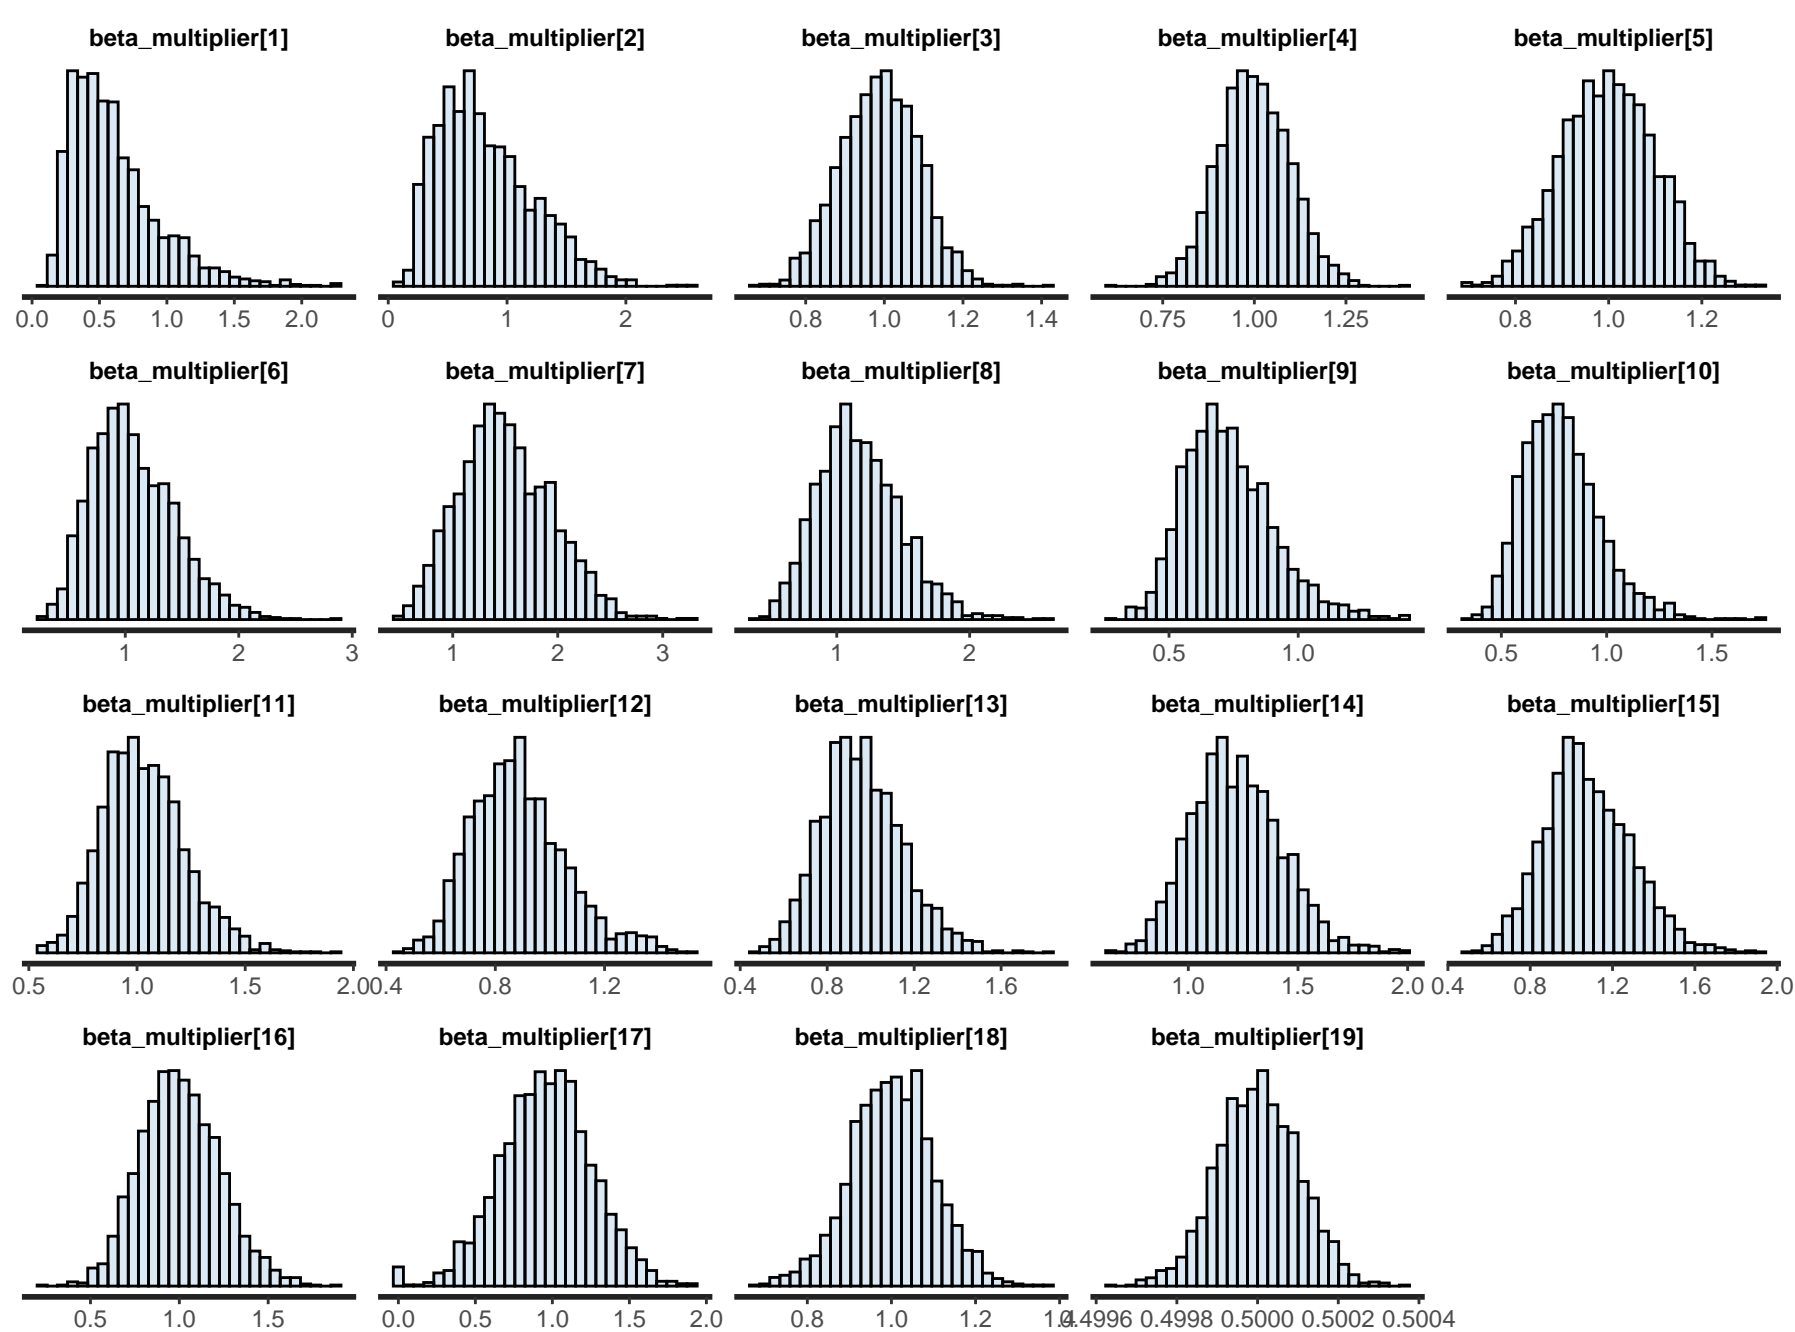 beta_multiplier[1] beta_multiplier[2] beta_multiplier[3] beta_multiplier[4] beta_multiplier[5]
0.0 0.5 1.0 1.5 2.0 0 1 2 0.8 1.0 1.2 1.4 0.75 1.00 1.25 0.8 1.0 1.2
beta_multiplier[6] beta_multiplier[7] beta_multiplier[8] beta_multiplier[9] beta_multiplier[10]
1 2 3 1 2 3 1 2 0.5 1.0 0.5 1.0 1.5
beta_multiplier[11] beta_multiplier[12] beta_multiplier[13] beta_multiplier[14] beta_multiplier[15]
0.5 1.0 1.5 2.0 0.4 0.8 1.2 0.4 0.8 1.2 1.6 1.0 1.5 2.0 0.4 0.8 1.2 1.6 2.0
beta_multiplier[16] beta_multiplier[17] beta_multiplier[18] beta_multiplier[19]
0.5 1.0 1.5 0.0 0.5 1.0 1.5 2.0 0.8 1.0 1.2 1.4 0.4996 0.4998 0.5000 0.5002 0.5004